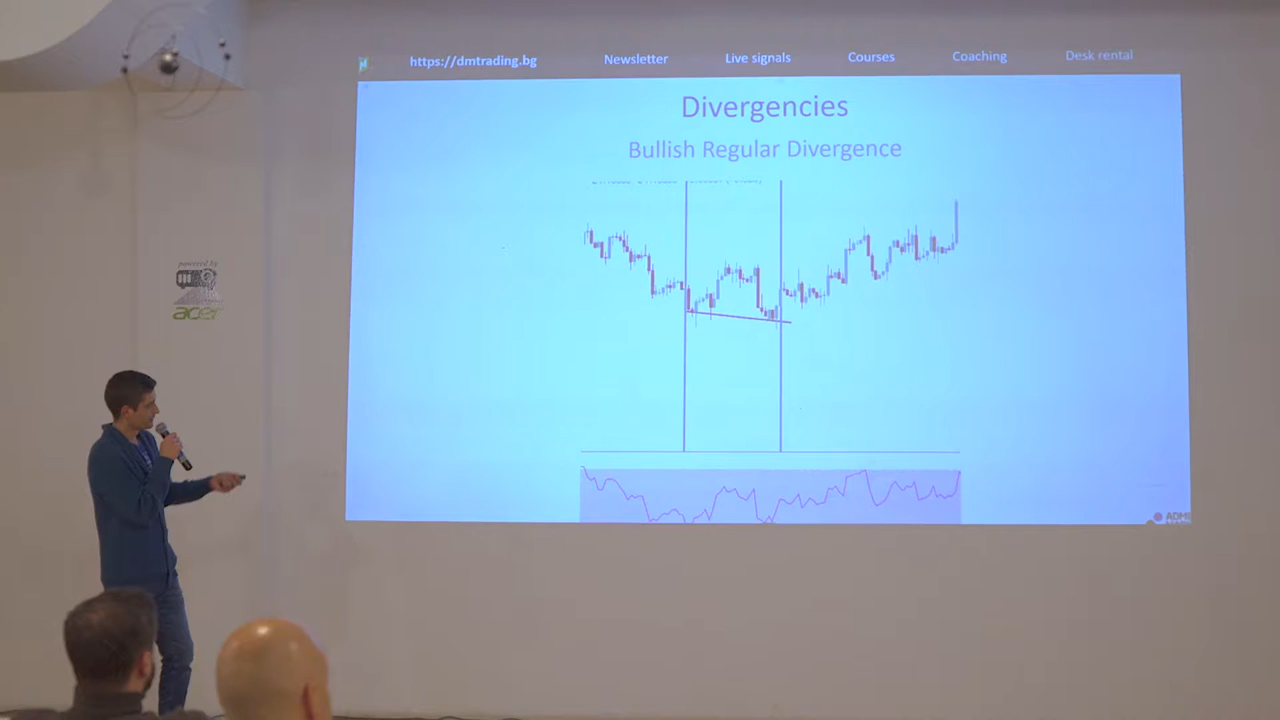 https://dmtrading.bg Newsletter Live signals Courses Coaching Desk rental
Divergencies
Bullish Regular Divergence
powered by
acer